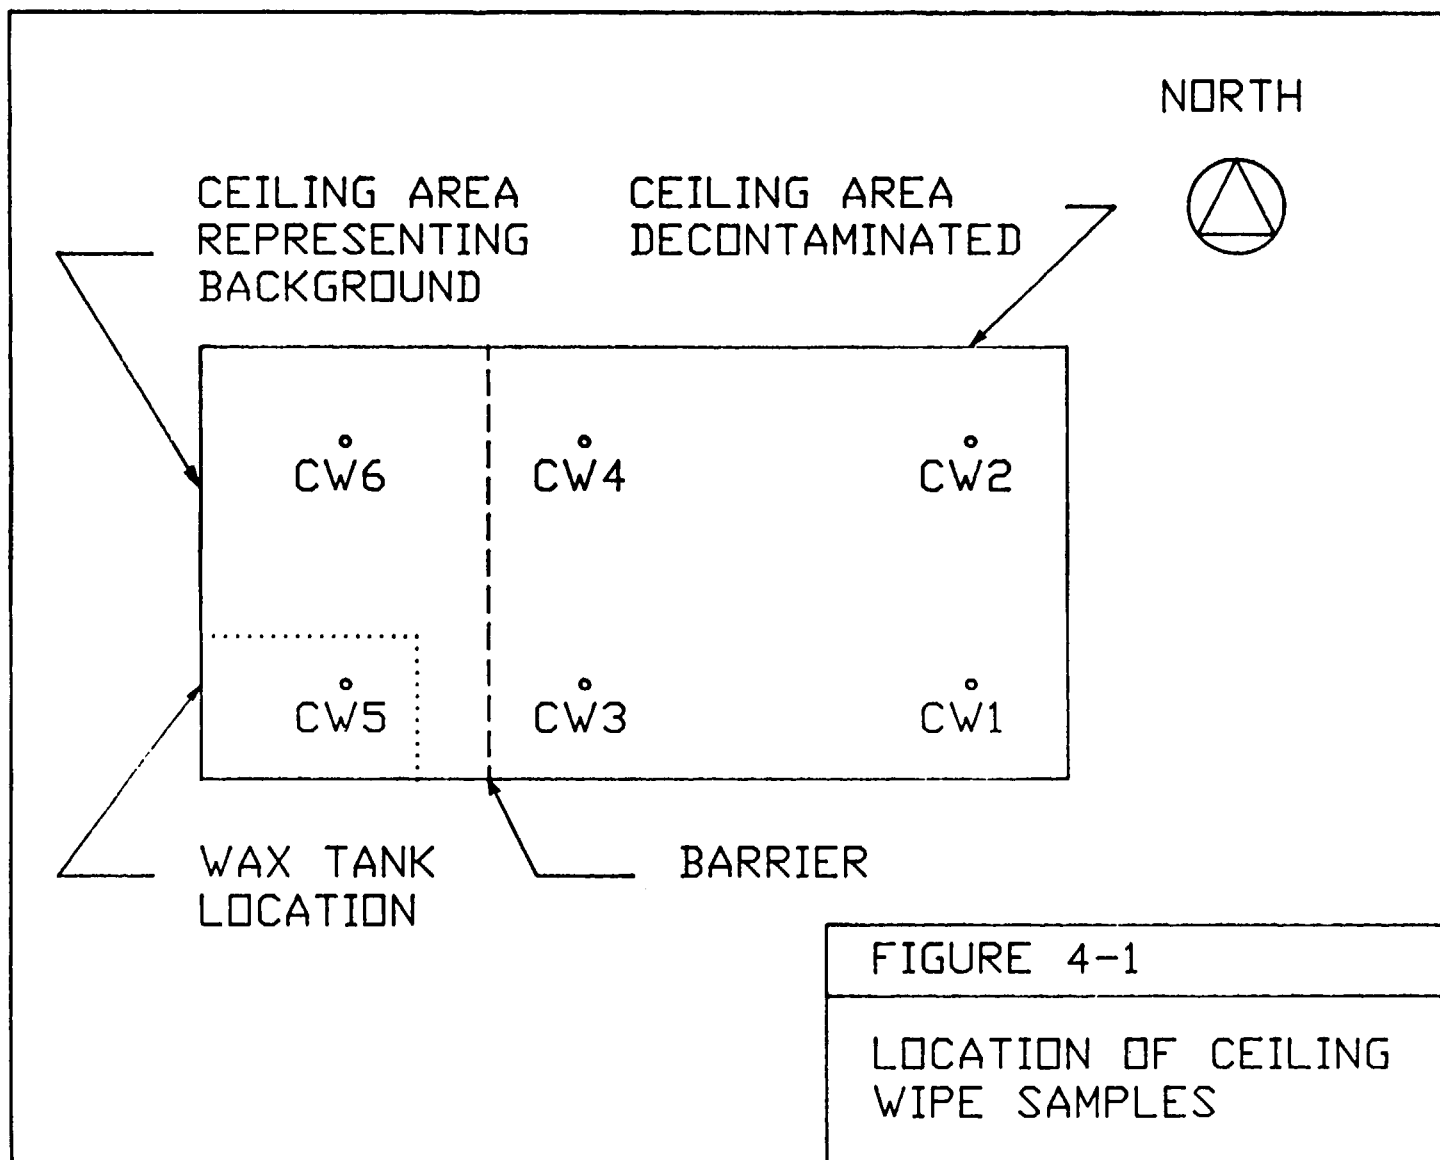 NORTH
CEILING AREA
REPRESENTING
BACKGROUND
CEILING AREA
DECONTAMINATED
CW6
CW4
CW2
CW5
CW3
CW1
WAX TANK
LOCATION
BARRIER
FIGURE 4-1
LOCATION OF CEILING
WIPE SAMPLES